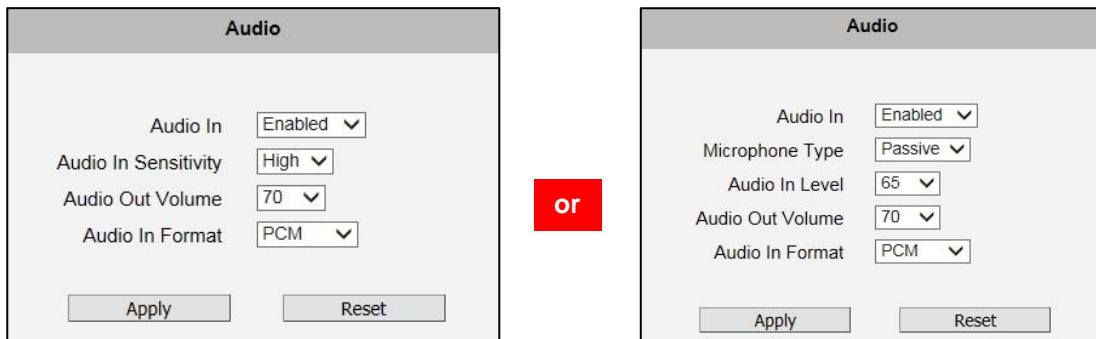 Audio
Audio In Enabled
Audio In Sensitivity High
Audio Out Volume 70
Audio In Format PCM
Apply Reset
or
Audio
Audio In Enabled
Microphone Type Passive
Audio In Level 65
Audio Out Volume 70
Audio In Format PCM
Apply Reset